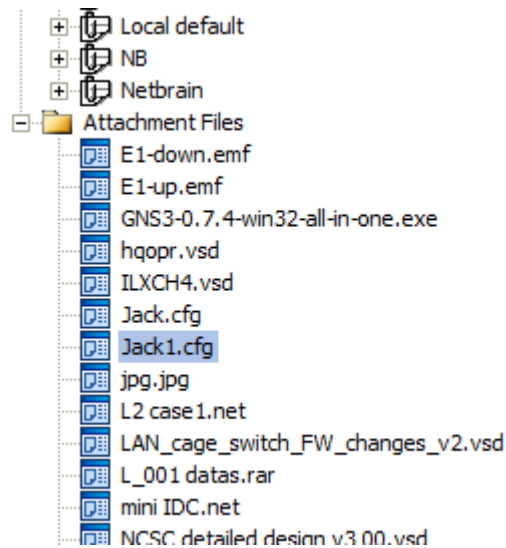 Local default
NB
Netbrain
Attachment Files
E1-down.emf
E1-up.emf
GNS3-0.7.4-win32-all-in-one.exe
hqopr.vsd
ILXCH4.vsd
Jack.cfg
Jack1.cfg
jpg.jpg
L2 case1.net
LAN_cage_switch_FW_changes_v2.vsd
L_001 datas.rar
mini IDC.net
NCSC detailed design v3 00.vsd